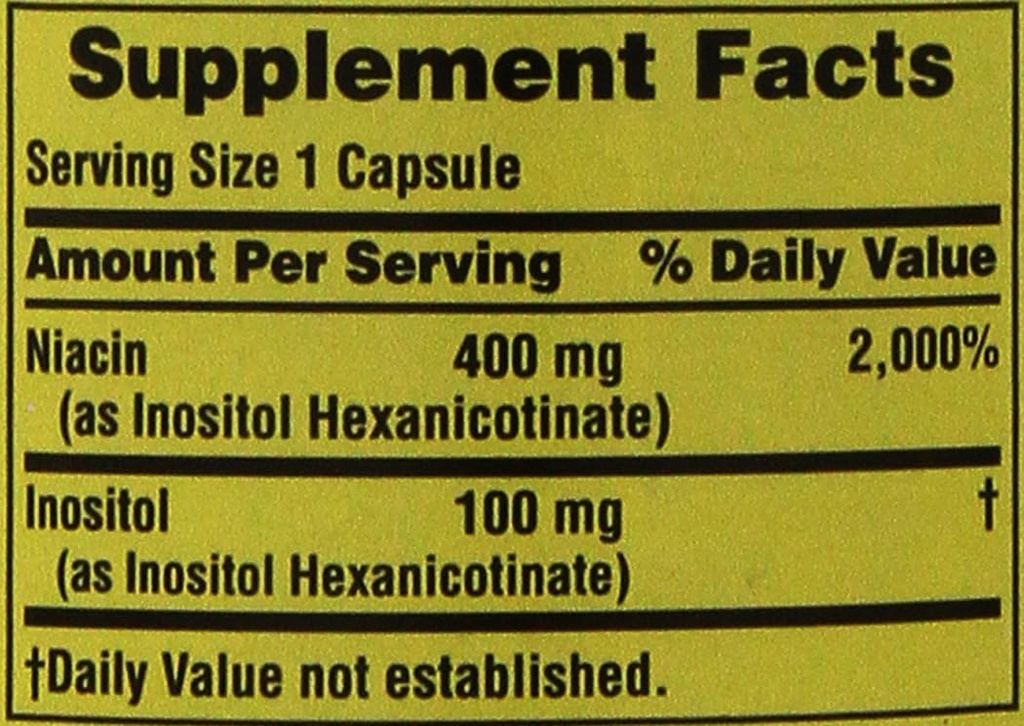 Supplement Facts
Serving Size 1 Capsule
Amount Per Serving % Daily Value
Niacin 400 mg 2,000%
(as Inositol Hexanicotinate)
Inositol 100 mg †
(as Inositol Hexanicotinate)
†Daily Value not established.